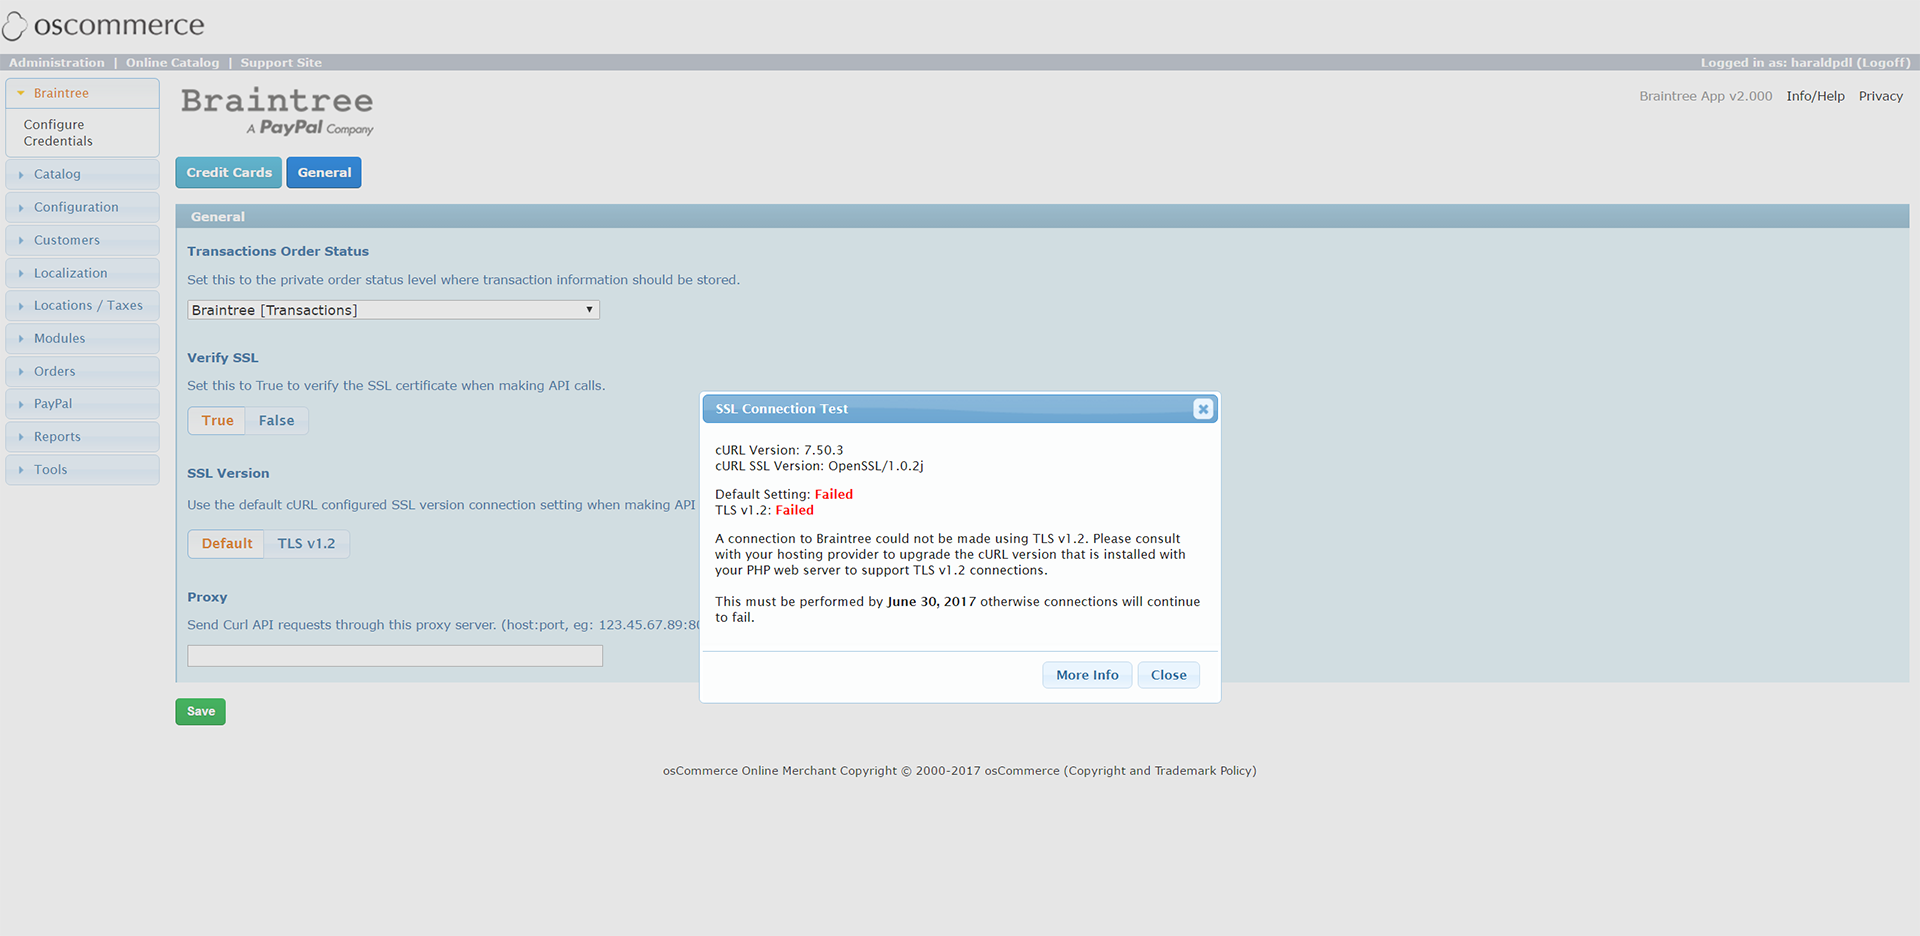 oscommerce
Administration | Online Catalog | Support Site
Logged in as: haraldpdl (Logoff)
Braintree
Configure
Credentials
Catalog
Configuration
Customers
Localization
Locations / Taxes
Modules
Orders
PayPal
Reports
Tools
Braintree
A PayPal Company
Braintree App v2.000 Info/Help Privacy
Credit Cards General
General
Transactions Order Status
Set this to the private order status level where transaction information should be stored.
Braintree [Transactions]
Verify SSL
Set this to True to verify the SSL certificate when making API calls.
True False
SSL Version
Use the default cURL configured SSL version connection setting when making API
Default TLS v1.2
Proxy
Send Curl API requests through this proxy server. (host:port, eg: 123.45.67.89:80
Save
SSL Connection Test
cURL Version: 7.50.3
cURL SSL Version: OpenSSL/1.0.2j
Default Setting: Failed
TLS v1.2: Failed
A connection to Braintree could not be made using TLS v1.2. Please consult
with your hosting provider to upgrade the cURL version that is installed with
your PHP web server to support TLS v1.2 connections.
This must be performed by June 30, 2017 otherwise connections will continue
to fail.
More Info Close
osCommerce Online Merchant Copyright © 2000-2017 osCommerce (Copyright and Trademark Policy)